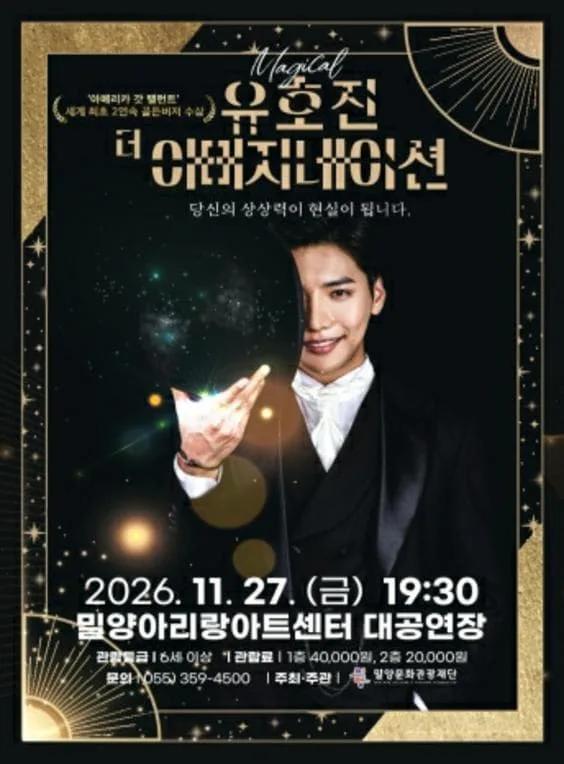 Magical
'아메리카 갓 탤런트'
세계 최초 2연속 골든버저 수상
유호진
더 이매지네이션
당신의 상상력이 현실이 됩니다.
2026. 11. 27. (금) 19:30
밀양아리랑아트센터 대공연장
관람등급 | 6세 이상 | 관람료 | 1층 40,000원, 2층 20,000원
문의 | 055) 359-4500 | 주최·주관 | 밀양문화관광재단